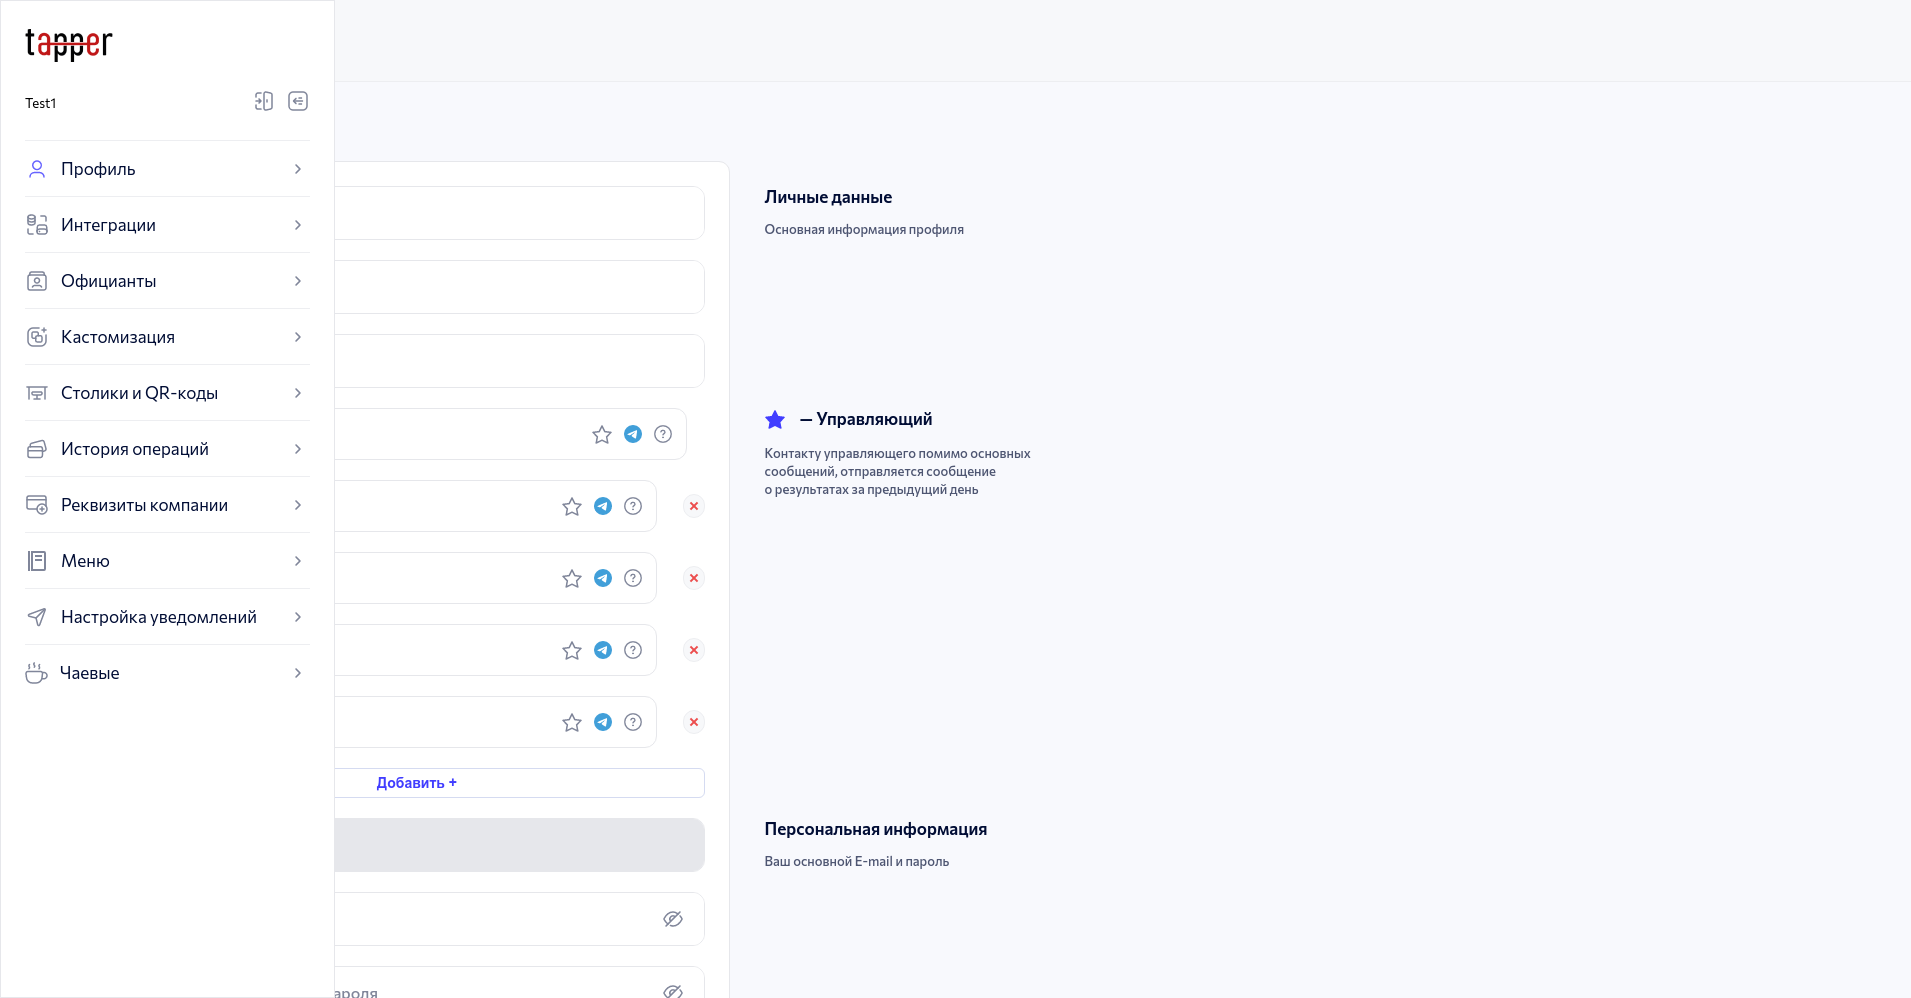 tapper
Test1
Профиль
Интеграции
Официанты
Кастомизация
Столики и QR-коды
История операций
Реквизиты компании
Меню
Настройка уведомлений
Чаевые
Добавить +
ароля
Личные данные
Основная информация профиля
— Управляющий
Контакту управляющего помимо основных
сообщений, отправляется сообщение
о результатах за предыдущий день
Персональная информация
Ваш основной E-mail и пароль